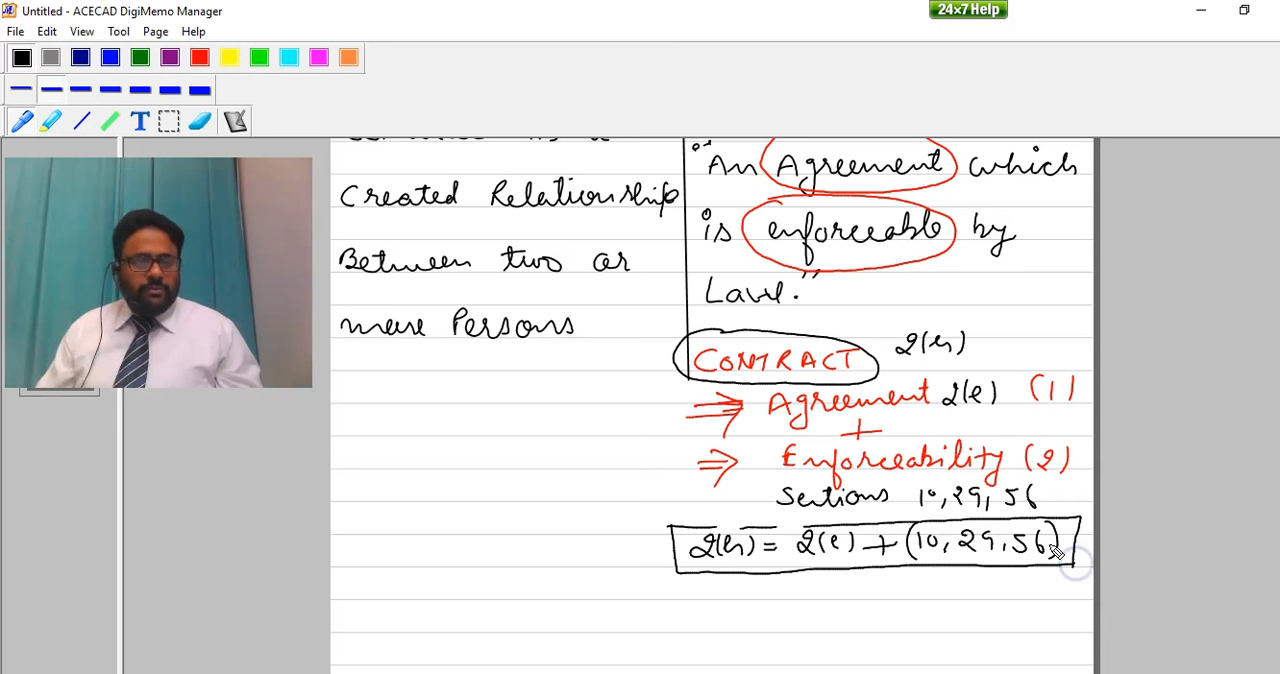 Untitled - ACECAD DigiMemo Manager
24×7 Help
File Edit View Tool Page Help
T
Created Relationship
Between two or
more Persons
"An Agreement which
is enforceable by
Law."
CONTRACT 2(h)
⇒ Agreement 2(e) (1)
+
⇒ Enforceability (2)
Sections 10, 29, 56
2(h) = 2(e) + (10, 29, 56)